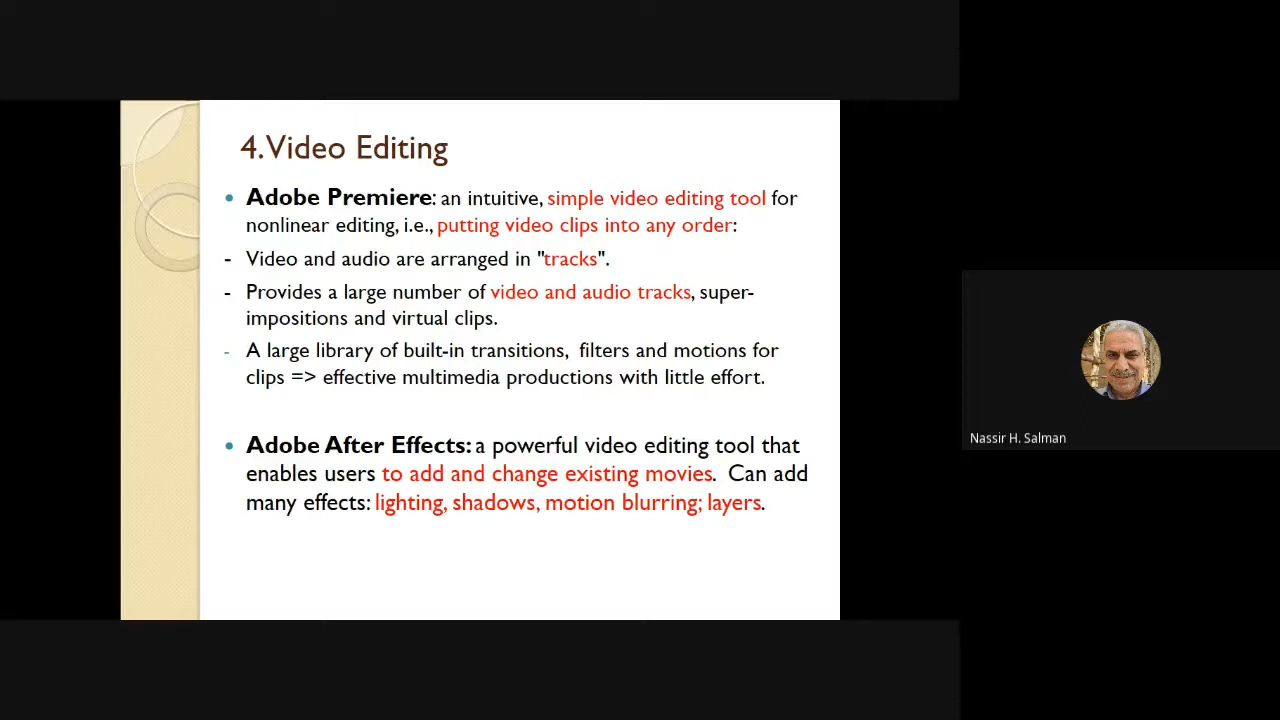 4. Video Editing
• Adobe Premiere: an intuitive, simple video editing tool for
nonlinear editing, i.e., putting video clips into any order:
- Video and audio are arranged in "tracks".
- Provides a large number of video and audio tracks, super-
impositions and virtual clips.
- A large library of built-in transitions, filters and motions for
clips => effective multimedia productions with little effort.
• Adobe After Effects: a powerful video editing tool that
enables users to add and change existing movies. Can add
many effects: lighting, shadows, motion blurring; layers.
Nassir H. Salman